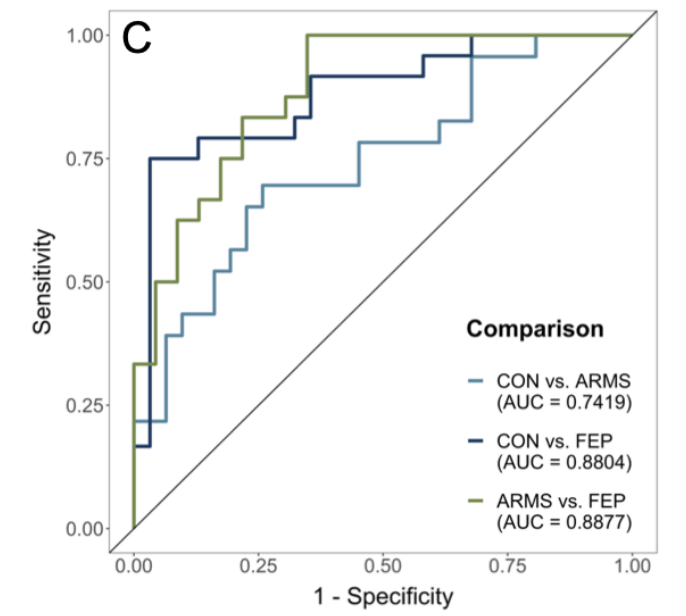 C
1.00
0.75
0.50
0.25
0.00
Sensitivity
Comparison
CON vs. ARMS
(AUC = 0.7419)
CON vs. FEP
(AUC = 0.8804)
ARMS vs. FEP
(AUC = 0.8877)
0.00 0.25 0.50 0.75 1.00
1 - Specificity